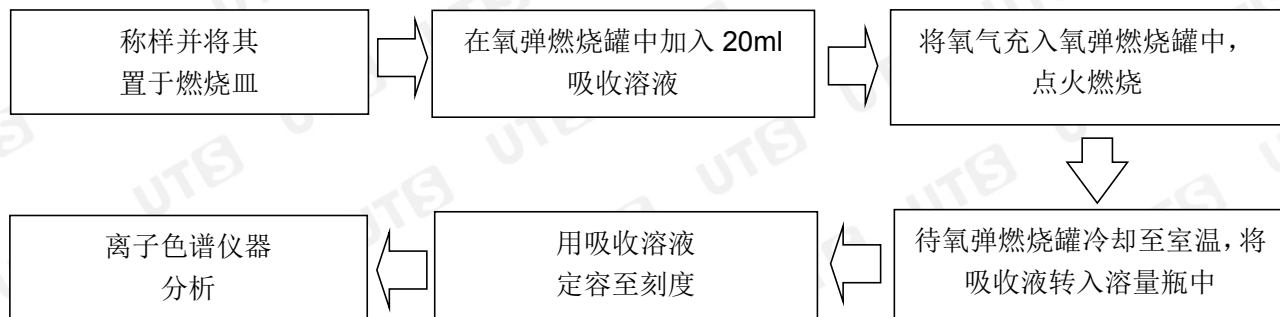 称样并将其
置于燃烧皿
在氧弹燃烧罐中加入 20ml
吸收溶液
将氧气充入氧弹燃烧罐中，
点火燃烧
待氧弹燃烧罐冷却至室温，将
吸收液转入溶量瓶中
用吸收溶液
定容至刻度
离子色谱仪器
分析